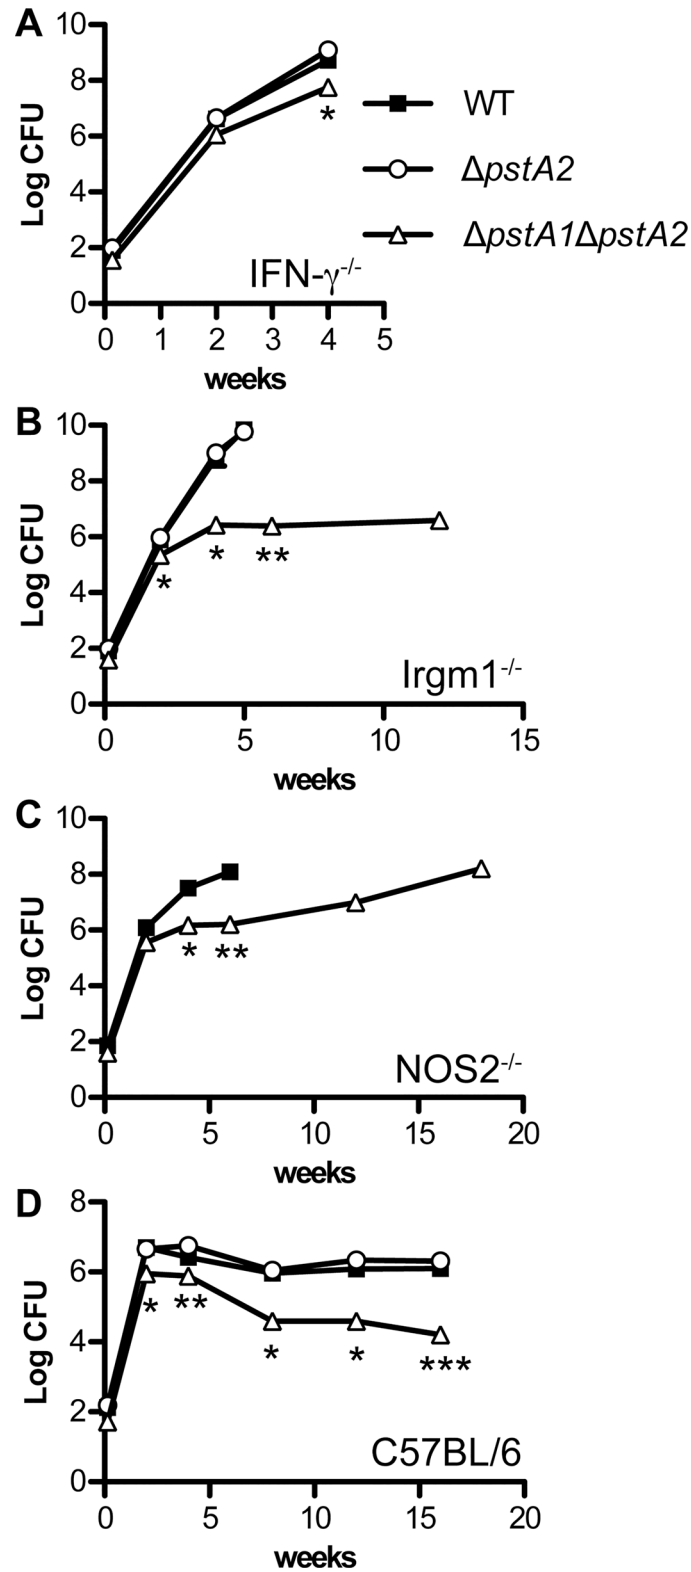 A
10
8
6
4
2
0
Log CFU
0 1 2 3 4 5
weeks
*
IFN-γ-/-
WT
ΔpstA2
ΔpstA1ΔpstA2
B
10
8
6
4
2
0
Log CFU
* * **
Irgm1-/-
0 5 10 15
weeks
C
10
8
6
4
2
0
Log CFU
* **
NOS2-/-
0 5 10 15 20
weeks
D
8
6
4
2
0
Log CFU
* ** * * ***
C57BL/6
0 5 10 15 20
weeks